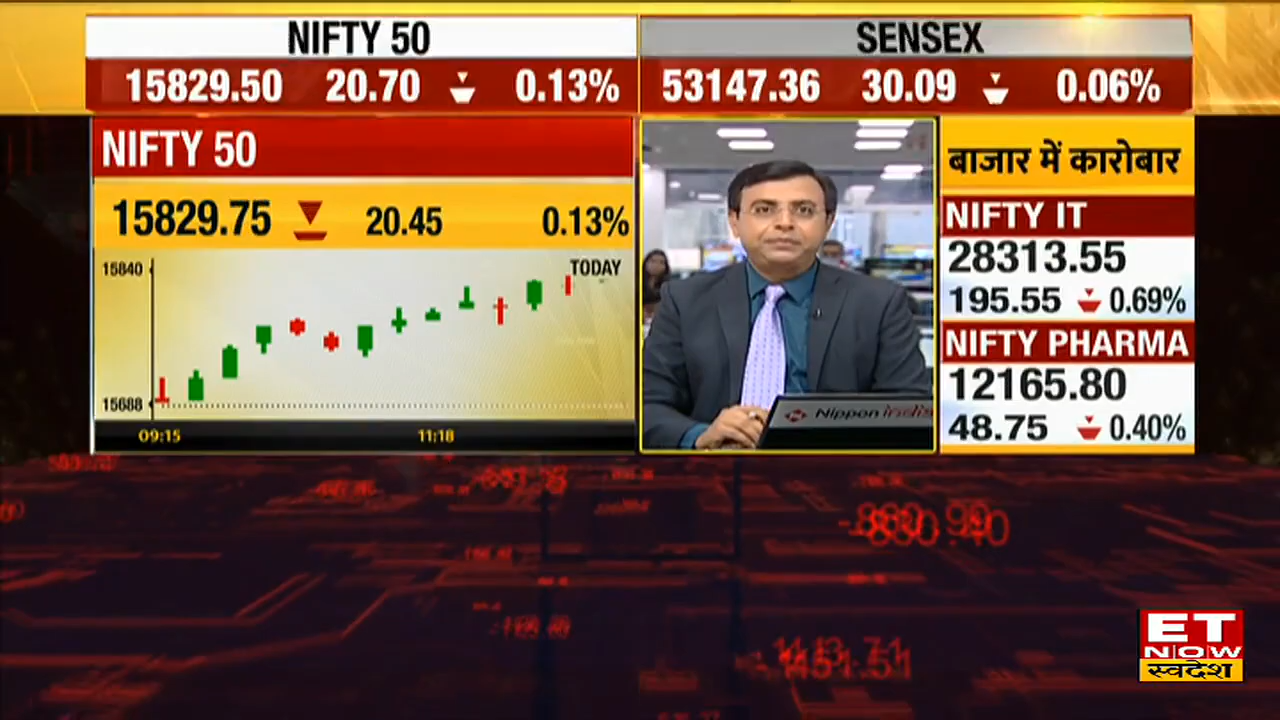 NIFTY 50
15829.50 20.70 0.13%
SENSEX
53147.36 30.09 0.06%
NIFTY 50
15829.75 20.45 0.13%
15840
TODAY
15688
09:15 11:18
Nippon india
बाजार में कारोबार
NIFTY IT
28313.55
195.55 0.69%
NIFTY PHARMA
12165.80
48.75 0.40%
ET
NOW
स्वदेश